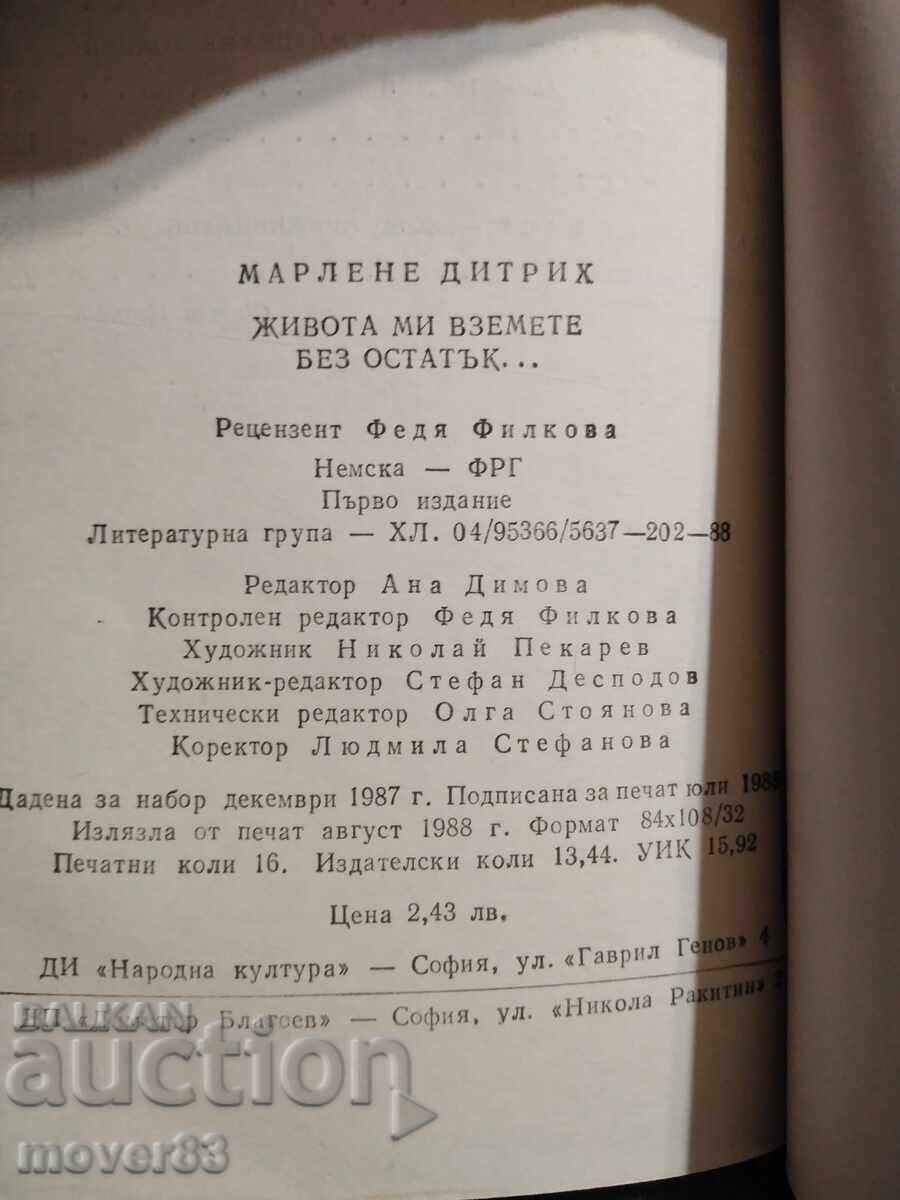 МАРЛЕНЕ ДИТРИХ
ЖИВОТА МИ ВЗЕМЕТЕ
БЕЗ ОСТАТЪК...
Рецензент Федя Филкова
Немска — ФРГ
Първо издание
Литературна група — ХЛ. 04/95366/5637—202—88
Редактор Ана Димова
Контролен редактор Федя Филкова
Художник Николай Пекарев
Художник-редактор Стефан Десподов
Технически редактор Олга Стоянова
Коректор Людмила Стефанова
Дадена за набор декември 1987 г. Подписана за печат юли 1988
Излязла от печат август 1988 г. Формат 84x108/32
Печатни коли 16. Издателски коли 13,44. УИК 15,92
Цена 2,43 лв.
ДИ «Народна култура» — София, ул. «Гаврил Генов» 4
ДП «Димитър Благоев» — София, ул. «Никола Ракитин»
BALKAN
auction
mover83